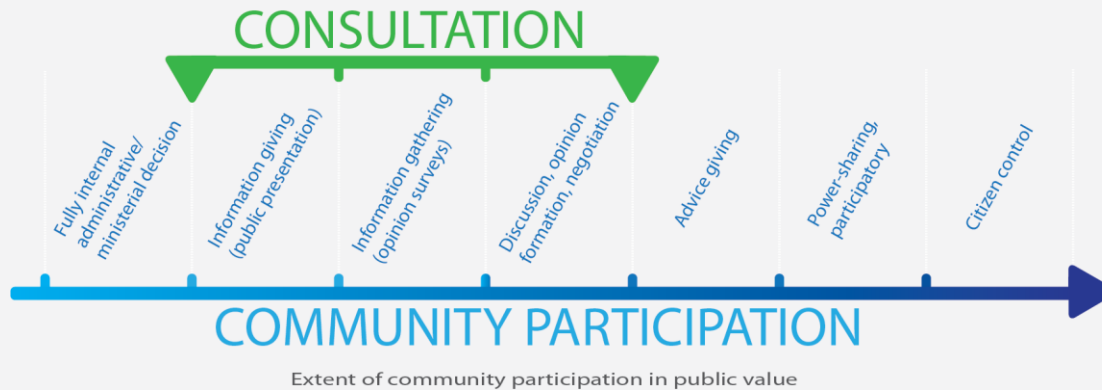 CONSULTATION
Fully internal
administrative/
ministerial decision
Information giving
(public presentation)
Information gathering
(opinion surveys)
Discussion, opinion
formation, negotiation
Advice giving
Power-sharing,
participatory
Citizen control
COMMUNITY PARTICIPATION
Extent of community participation in public value